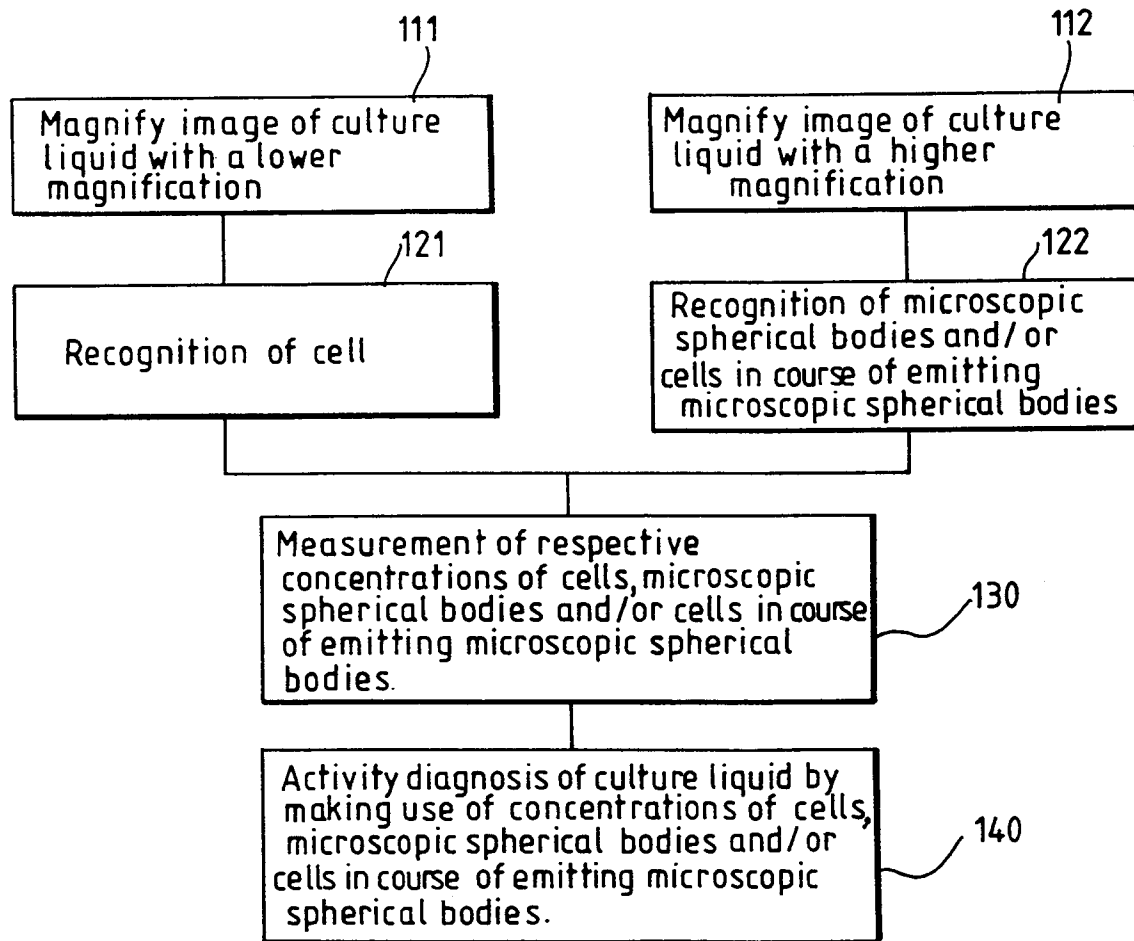 111
112
Magnify image of culture
liquid with a lower
magnification
Magnify image of culture
liquid with a higher
magnification
121
122
Recognition of cell
Recognition of microscopic
spherical bodies and/or
cells in course of emitting
microscopic spherical bodies
Measurement of respective
concentrations of cells, microscopic
spherical bodies and/or cells in course
of emitting microscopic spherical
bodies.
130
Activity diagnosis of culture liquid by
making use of concentrations of cells,
microscopic spherical bodies and/or
cells in course of emitting microscopic
spherical bodies.
140